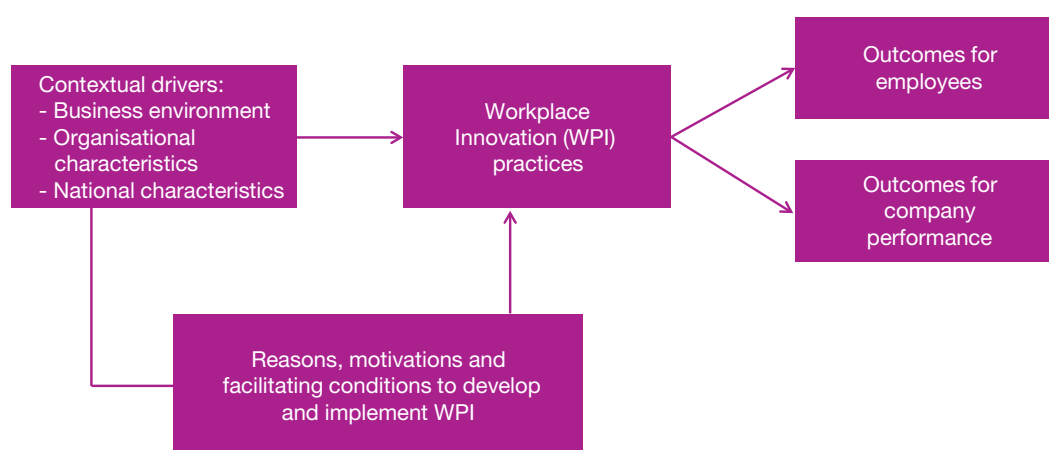 Contextual drivers:
- Business environment
- Organisational
characteristics
- National characteristics
Workplace
Innovation (WPI)
practices
Outcomes for
employees
Outcomes for
company
performance
Reasons, motivations and
facilitating conditions to develop
and implement WPI